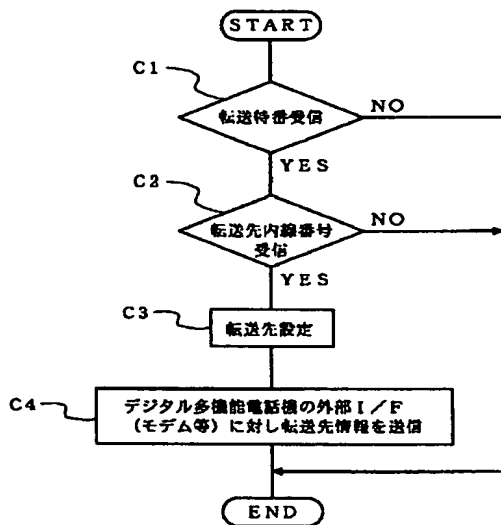 START
C1
転送特番受信
NO
YES
C2
転送先内線番号
受信
NO
YES
C3
転送先設定
C4
デジタル多機能電話機の外部I/F
(モデム等)に対し転送先情報を送信
END